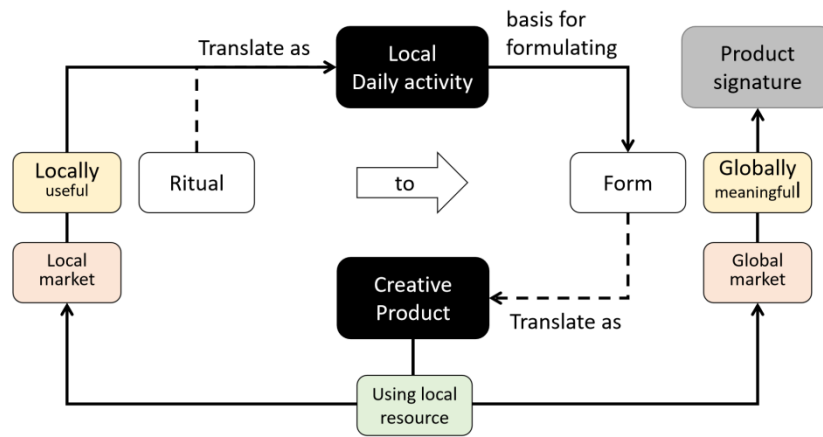 Translate as
Local
Daily activity
basis for
formulating
Product
signature
Locally
useful
Ritual
to
Form
Globally
meaningfull
Local
market
Creative
Product
Global
market
Translate as
Using local
resource